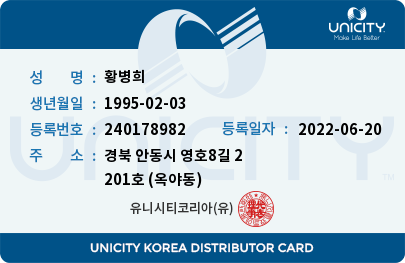 UNICITY
Make Life Better
성 명 : 황병희
생년월일 : 1995-02-03
등록번호 : 240178982 등록일자 : 2022-06-20
주 소 : 경북 안동시 영호8길 2
201호 (옥야동)
UNICITY
유니시티코리아(유)
UNICITY KOREA DISTRIBUTOR CARD